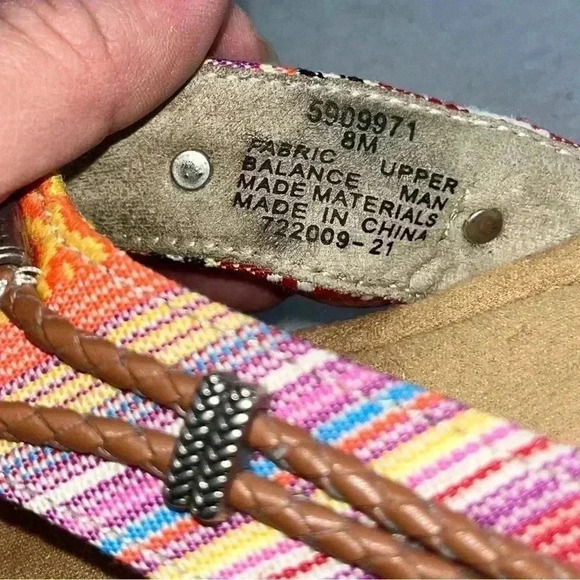 5909971
8M
FABRIC UPPER
BALANCE MAN
MADE MATERIALS
MADE IN CHINA
722009-21